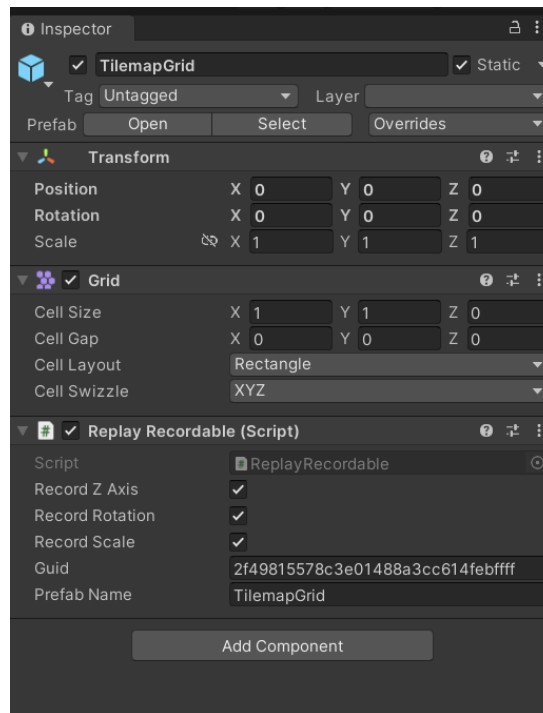 Inspector
TilemapGrid Static
Tag Untagged Layer
Prefab Open Select Overrides
Transform
Position X 0 Y 0 Z 0
Rotation X 0 Y 0 Z 0
Scale X 1 Y 1 Z 1
Grid
Cell Size X 1 Y 1 Z 0
Cell Gap X 0 Y 0 Z 0
Cell Layout Rectangle
Cell Swizzle XYZ
# Replay Recordable (Script)
Script # ReplayRecordable
Record Z Axis
Record Rotation
Record Scale
Guid 2f49815578c3e01488a3cc614febffff
Prefab Name TilemapGrid
Add Component